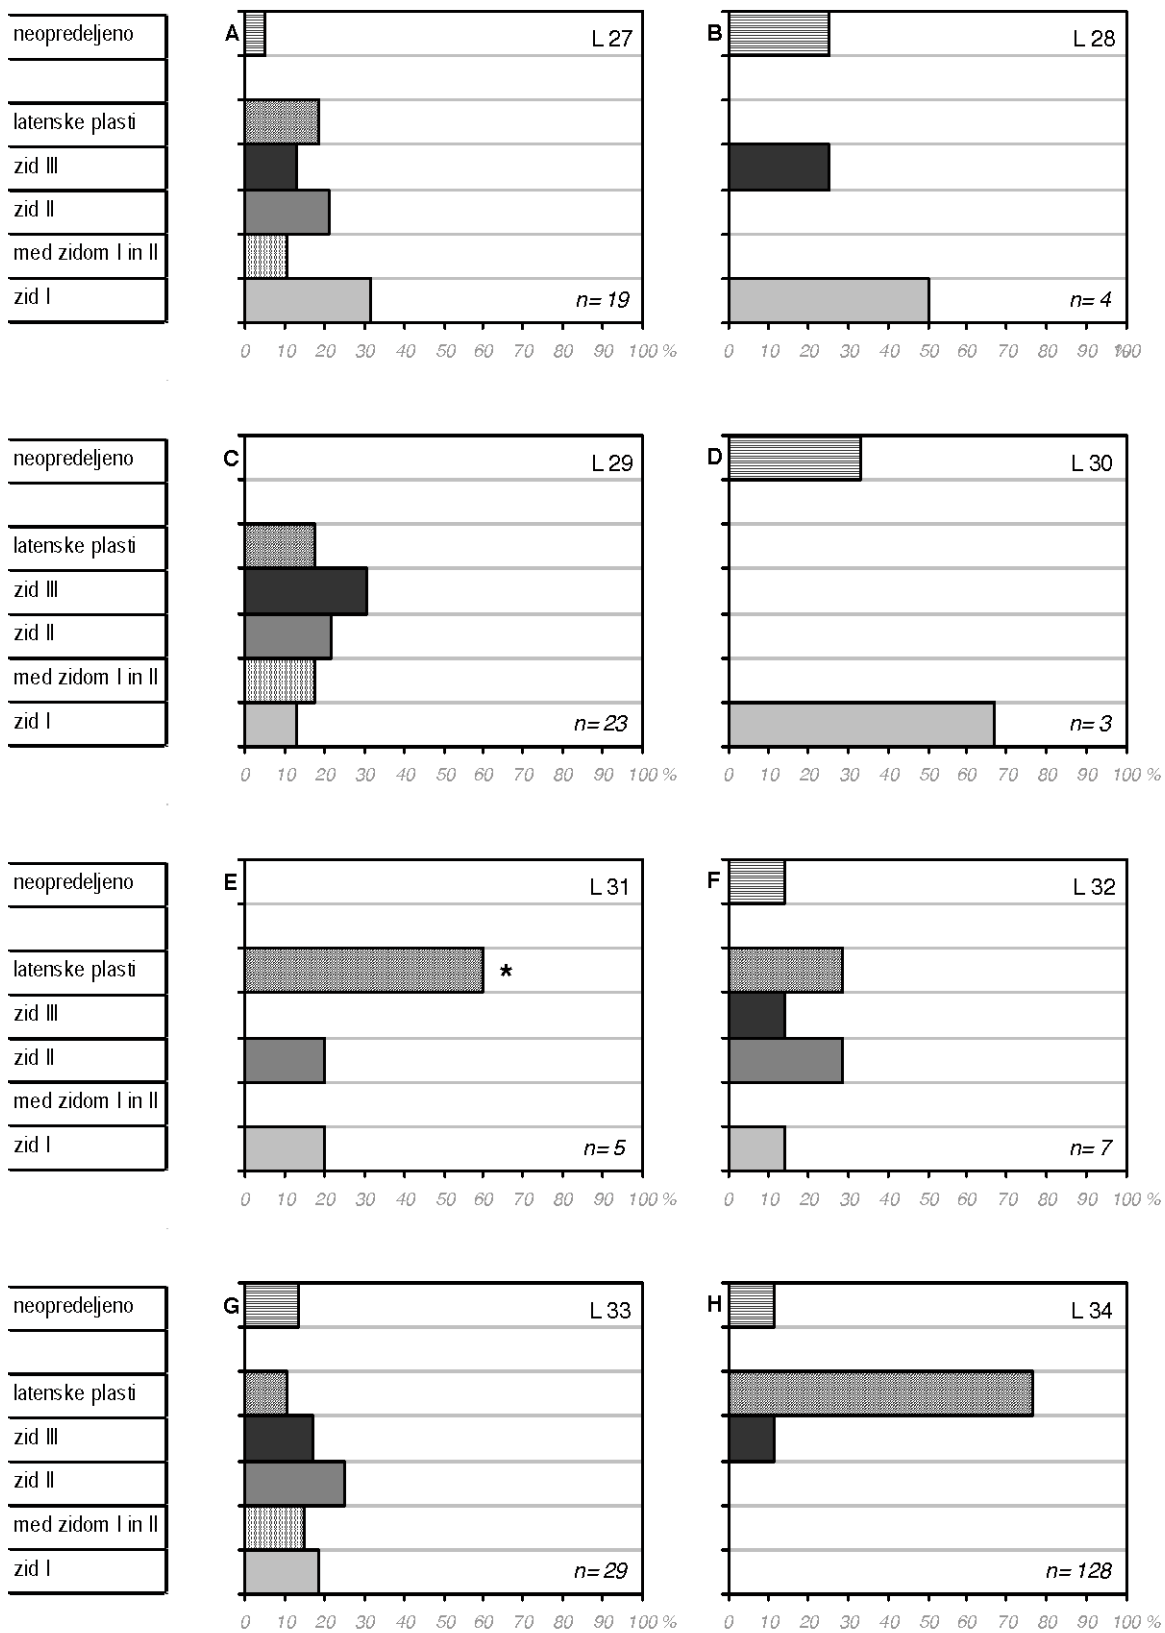 neopredeljeno
latenske plasti
zid III
zid II
med zidom I in II
zid I
A
L 27
n= 19
0 10 20 30 40 50 60 70 80 90 100 %
B
L 28
n= 4
0 10 20 30 40 50 60 70 80 90 100 %
neopredeljeno
latenske plasti
zid III
zid II
med zidom I in II
zid I
C
L 29
n= 23
0 10 20 30 40 50 60 70 80 90 100 %
D
L 30
n= 3
0 10 20 30 40 50 60 70 80 90 100 %
neopredeljeno
latenske plasti
zid III
zid II
med zidom I in II
zid I
E
L 31
*
n= 5
0 10 20 30 40 50 60 70 80 90 100 %
F
L 32
n= 7
0 10 20 30 40 50 60 70 80 90 100 %
neopredeljeno
latenske plasti
zid III
zid II
med zidom I in II
zid I
G
L 33
n= 29
0 10 20 30 40 50 60 70 80 90 100 %
H
L 34
n= 128
0 10 20 30 40 50 60 70 80 90 100 %